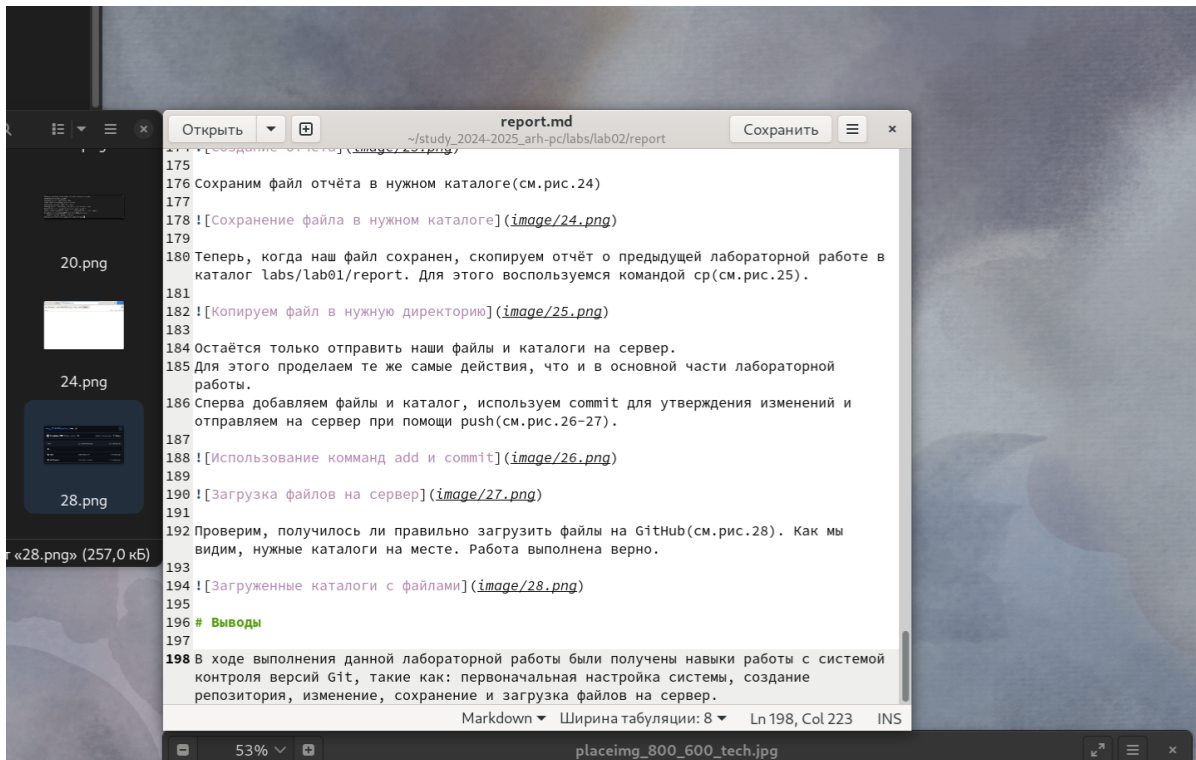 Открыть
report.md
~/study_2024-2025_arh-pc/labs/lab02/report
Сохранить
174 ![Создание отчёта](image/23.png)
175
176 Сохраним файл отчёта в нужном каталоге(см.рис.24)
177
178 ![Сохранение файла в нужном каталоге](image/24.png)
179
180 Теперь, когда наш файл сохранен, скопируем отчёт о предыдущей лабораторной работе в
каталог labs/lab01/report. Для этого воспользуемся командой cp(см.рис.25).
181
182 ![Копируем файл в нужную директорию](image/25.png)
183
184 Остаётся только отправить наши файлы и каталоги на сервер.
185 Для этого проделаем те же самые действия, что и в основной части лабораторной
работы.
186 Сперва добавляем файлы и каталог, используем commit для утверждения изменений и
отправляем на сервер при помощи push(см.рис.26-27).
187
188 ![Использование комманд add и commit](image/26.png)
189
190 ![Загрузка файлов на сервер](image/27.png)
191
192 Проверим, получилось ли правильно загрузить файлы на GitHub(см.рис.28). Как мы
видим, нужные каталоги на месте. Работа выполнена верно.
193
194 ![Загруженные каталоги с файлами](image/28.png)
195
196 # Выводы
197
198 В ходе выполнения данной лабораторной работы были получены навыки работы с системой
контроля версий Git, такие как: первоначальная настройка системы, создание
репозитория, изменение, сохранение и загрузка файлов на сервер.
Markdown Ширина табуляции: 8 Ln 198, Col 223 INS
20.png
24.png
28.png
т «28.png» (257,0 кБ)
53%
placeimg_800_600_tech.jpg